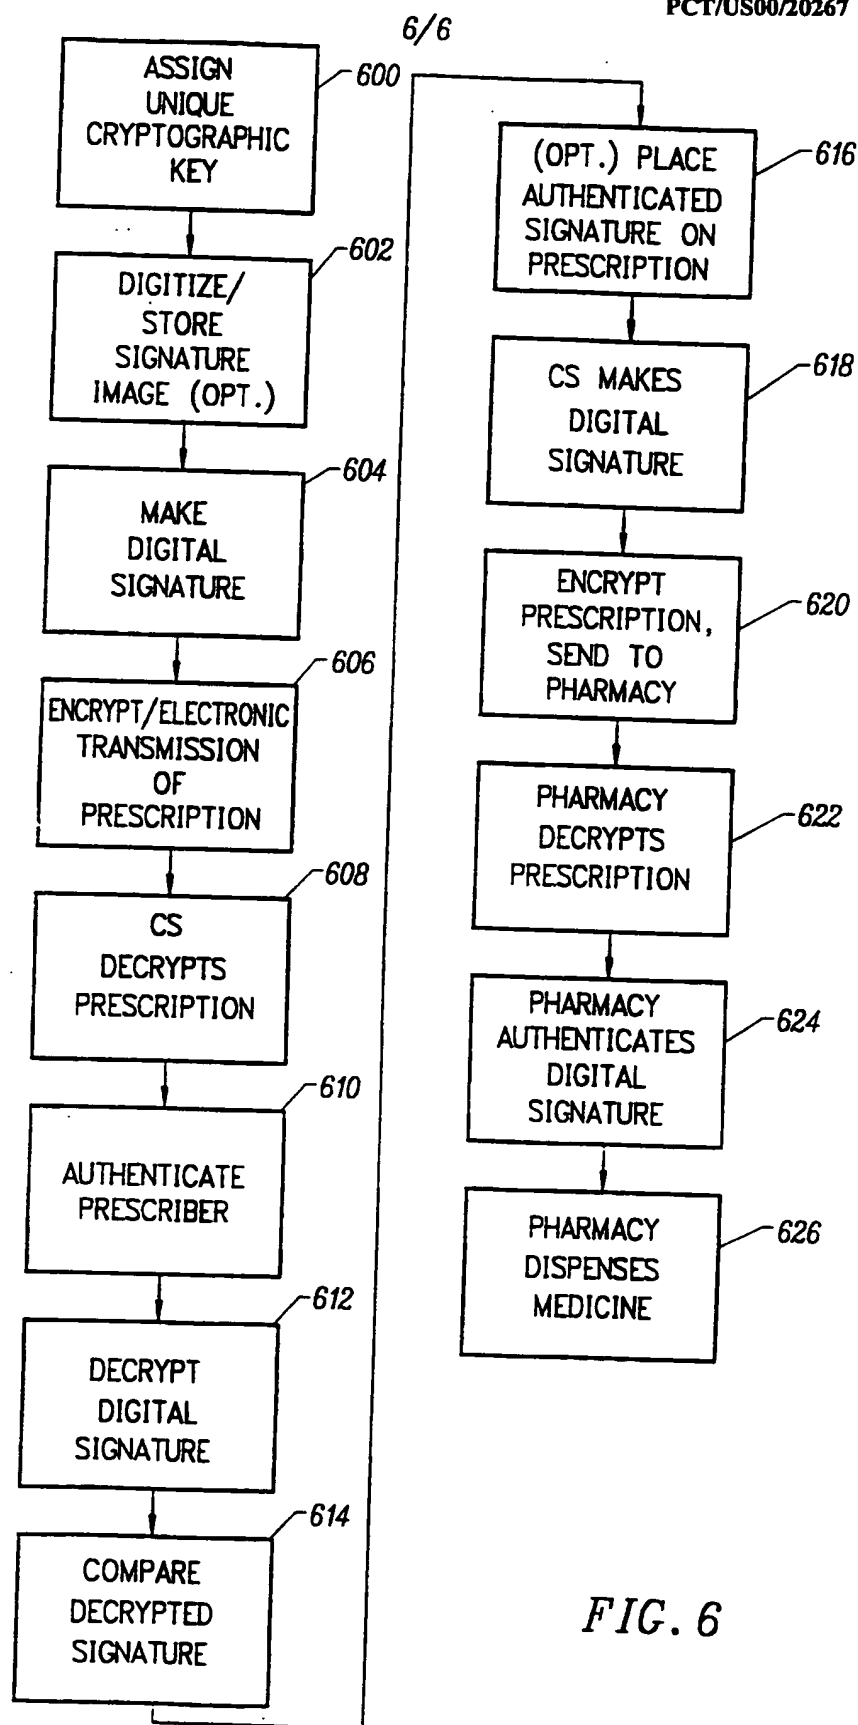 PCT/US00/20267
6/6
ASSIGN
UNIQUE
CRYPTOGRAPHIC
KEY
600
DIGITIZE/
STORE
SIGNATURE
IMAGE (OPT.)
602
MAKE
DIGITAL
SIGNATURE
604
ENCRYPT/ELECTRONIC
TRANSMISSION
OF
PRESCRIPTION
606
CS
DECRYPTS
PRESCRIPTION
608
AUTHENTICATE
PRESCRIBER
610
DECRYPT
DIGITAL
SIGNATURE
612
COMPARE
DECRYPTED
SIGNATURE
614
(OPT.) PLACE
AUTHENTICATED
SIGNATURE ON
PRESCRIPTION
616
CS MAKES
DIGITAL
SIGNATURE
618
ENCRYPT
PRESCRIPTION,
SEND TO
PHARMACY
620
PHARMACY
DECRYPTS
PRESCRIPTION
622
PHARMACY
AUTHENTICATES
DIGITAL
SIGNATURE
624
PHARMACY
DISPENSES
MEDICINE
626
FIG. 6